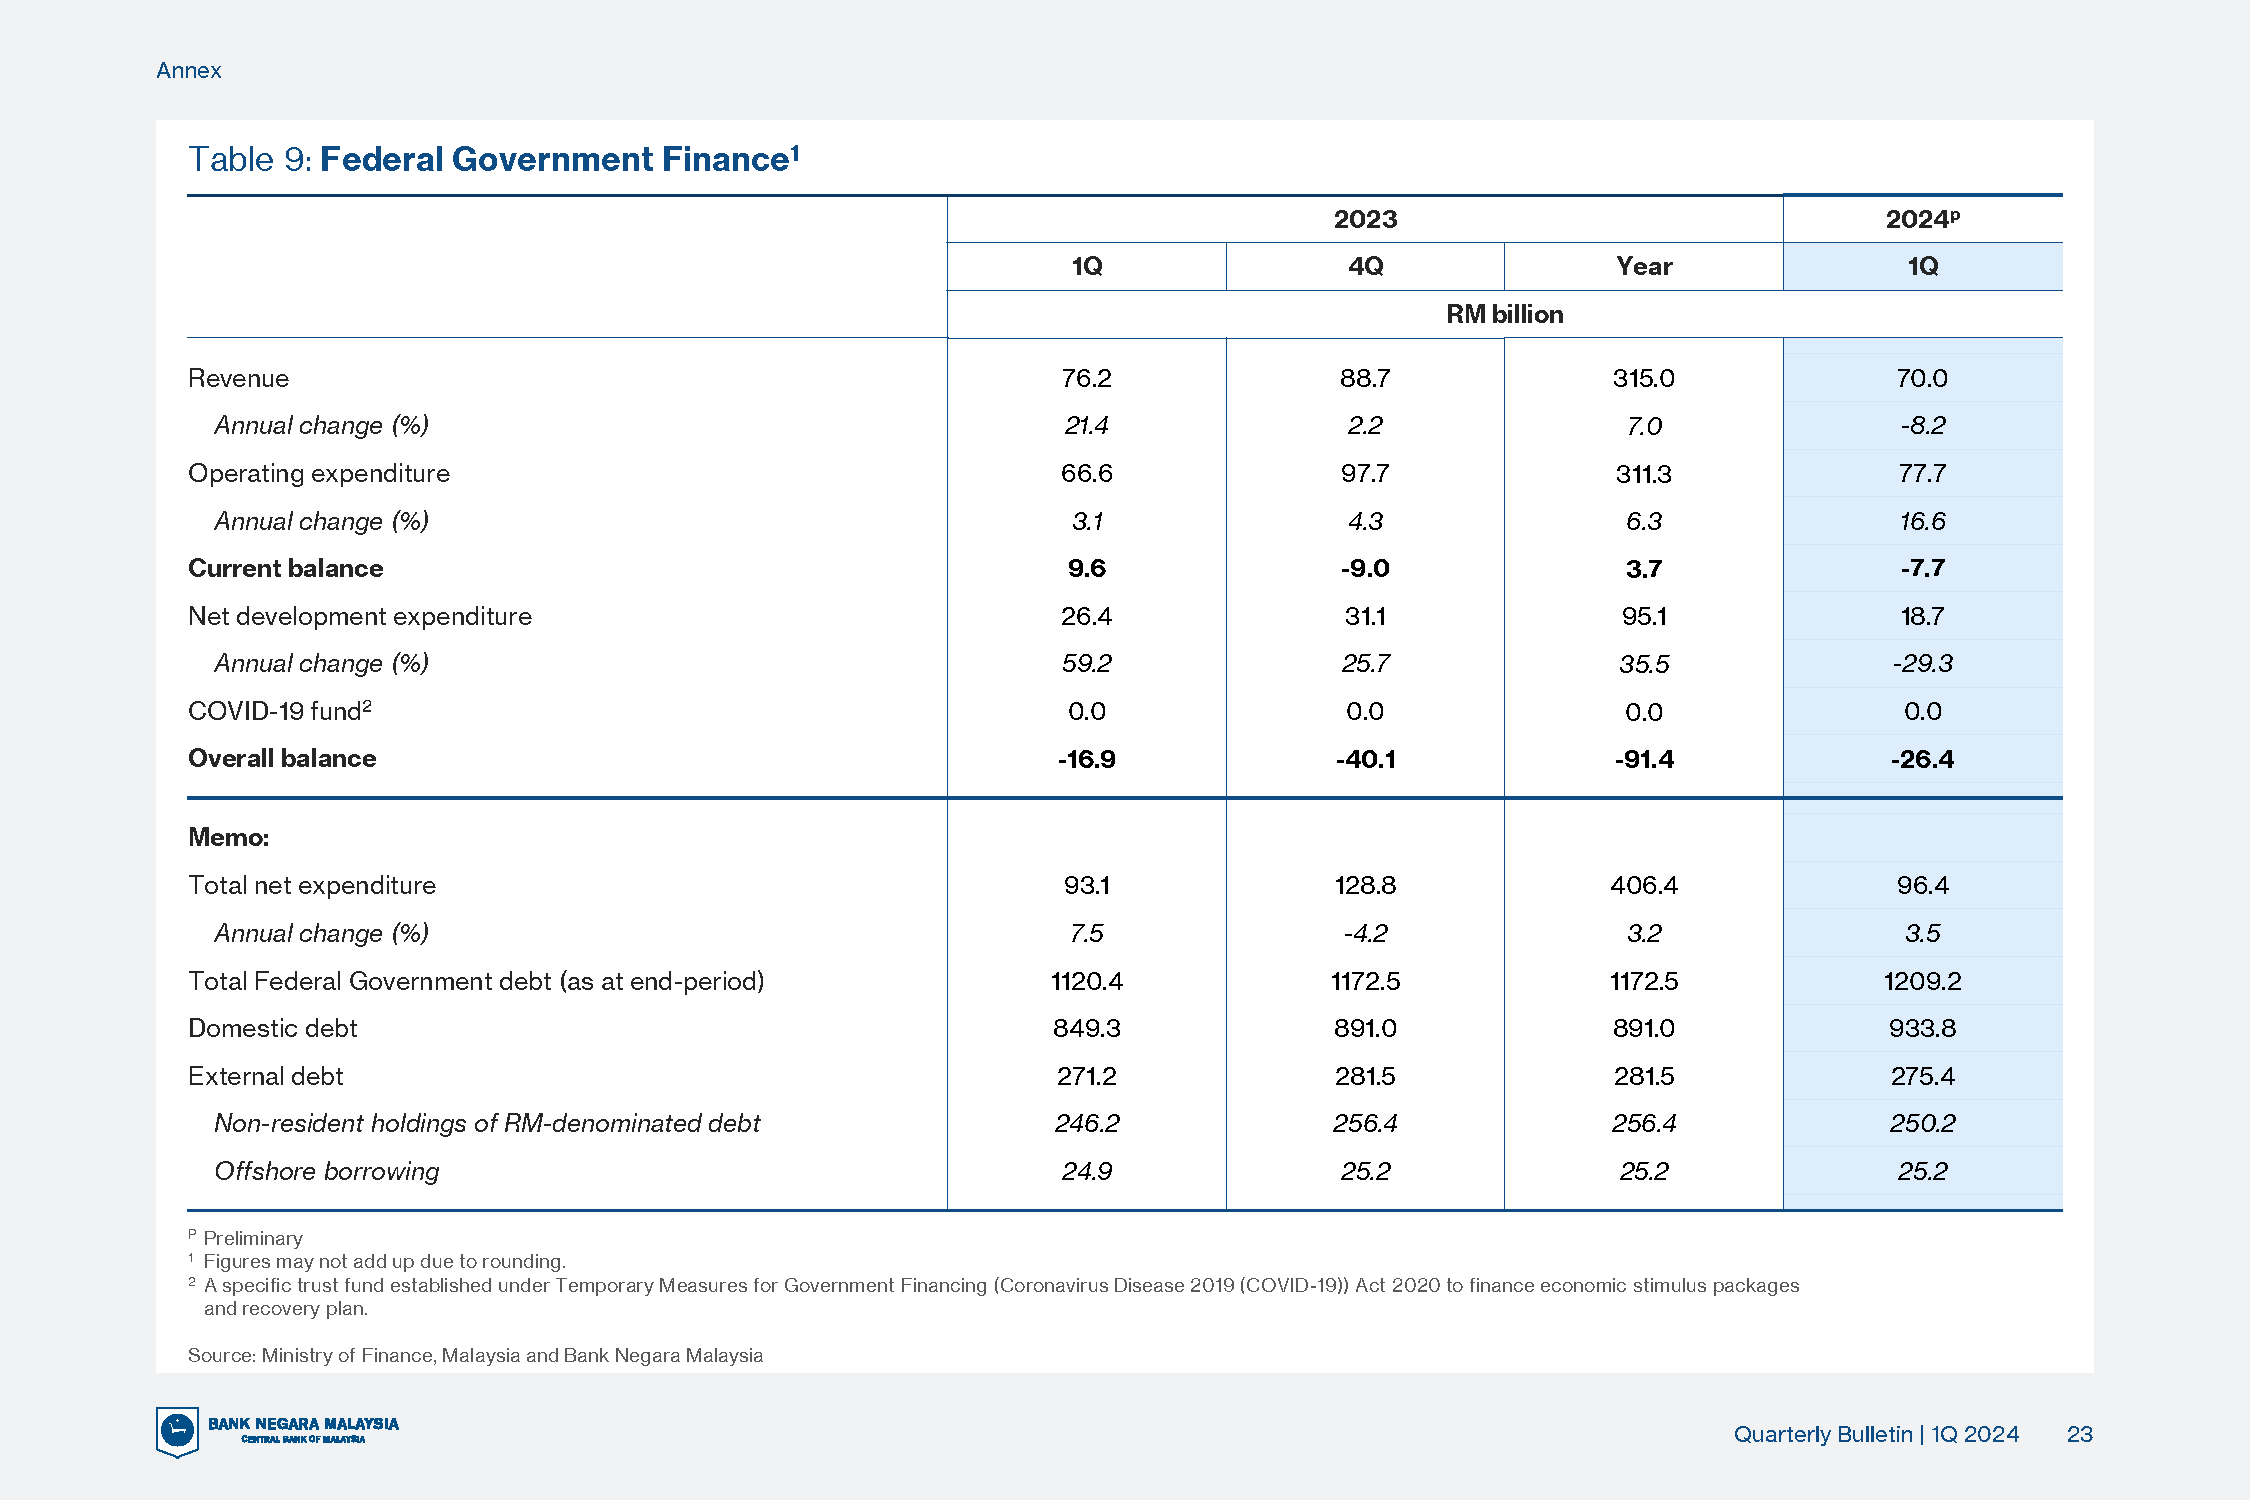 Annex
Table 9: Federal Government Finance¹
2023 2024ᵖ
1Q 4Q Year 1Q
RM billion
Revenue 76.2 88.7 315.0 70.0
Annual change (%) 21.4 2.2 7.0 -8.2
Operating expenditure 66.6 97.7 311.3 77.7
Annual change (%) 3.1 4.3 6.3 16.6
Current balance 9.6 -9.0 3.7 -7.7
Net development expenditure 26.4 31.1 95.1 18.7
Annual change (%) 59.2 25.7 35.5 -29.3
COVID-19 fund² 0.0 0.0 0.0 0.0
Overall balance -16.9 -40.1 -91.4 -26.4
Memo:
Total net expenditure 93.1 128.8 406.4 96.4
Annual change (%) 7.5 -4.2 3.2 3.5
Total Federal Government debt (as at end-period) 1120.4 1172.5 1172.5 1209.2
Domestic debt 849.3 891.0 891.0 933.8
External debt 271.2 281.5 281.5 275.4
Non-resident holdings of RM-denominated debt 246.2 256.4 256.4 250.2
Offshore borrowing 24.9 25.2 25.2 25.2
ᴾ Preliminary
¹ Figures may not add up due to rounding.
² A specific trust fund established under Temporary Measures for Government Financing (Coronavirus Disease 2019 (COVID-19)) Act 2020 to finance economic stimulus packages
and recovery plan.
Source: Ministry of Finance, Malaysia and Bank Negara Malaysia
BANK NEGARA MALAYSIA
CENTRAL BANK OF MALAYSIA
Quarterly Bulletin | 1Q 2024 23